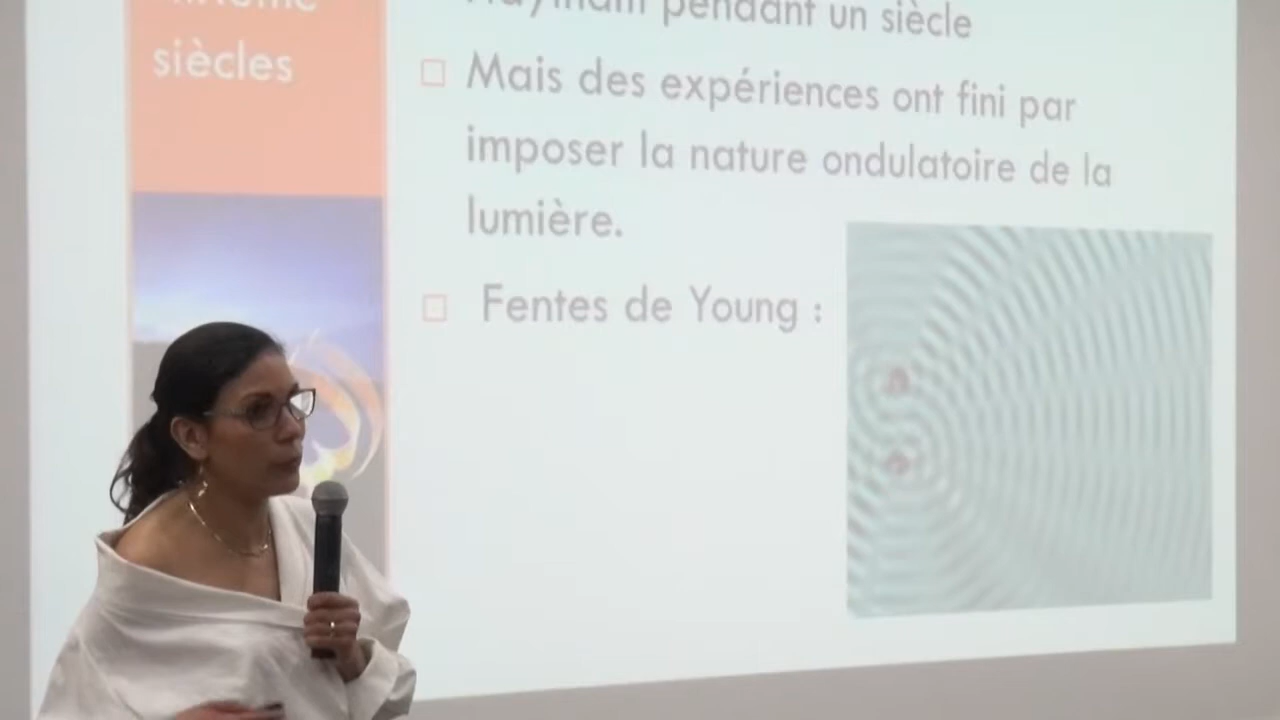 siècles
pendant un siècle
Mais des expériences ont fini par
imposer la nature ondulatoire de la
lumière.
Fentes de Young :